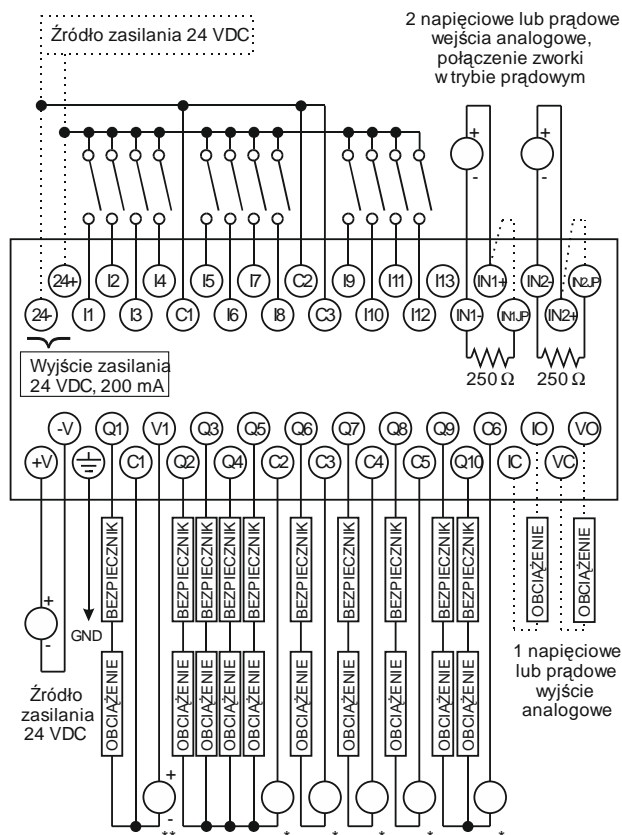 Źródło zasilania 24 VDC
2 napięciowe lub prądowe
wejścia analogowe,
połączenie zworki
w trybie prądowym
+
-
+
-
24+ I2 I4 I5 I7 C2 I9 I11 I13 IN1+ IN2- IN2JP
24- I1 I3 C1 I6 I8 C3 I10 I12 IN1- IN1JP IN2+
Wyjście zasilania
24 VDC, 200 mA
250 Ω
250 Ω
-V Q1 V1 Q3 Q5 Q6 Q7 Q8 Q9 C6 IO VO
+V C1 Q2 Q4 C2 C3 C4 C5 Q10 IC VC
BEZPIECZNIK
BEZPIECZNIK
BEZPIECZNIK
BEZPIECZNIK
BEZPIECZNIK
BEZPIECZNIK
BEZPIECZNIK
BEZPIECZNIK
BEZPIECZNIK
BEZPIECZNIK
OBCIĄŻENIE
OBCIĄŻENIE
+
-
GND
Źródło
zasilania
24 VDC
OBCIĄŻENIE
OBCIĄŻENIE
OBCIĄŻENIE
OBCIĄŻENIE
OBCIĄŻENIE
OBCIĄŻENIE
OBCIĄŻENIE
OBCIĄŻENIE
OBCIĄŻENIE
OBCIĄŻENIE
1 napięciowe
lub prądowe
wyjście
analogowe
+
-
** * * * * *